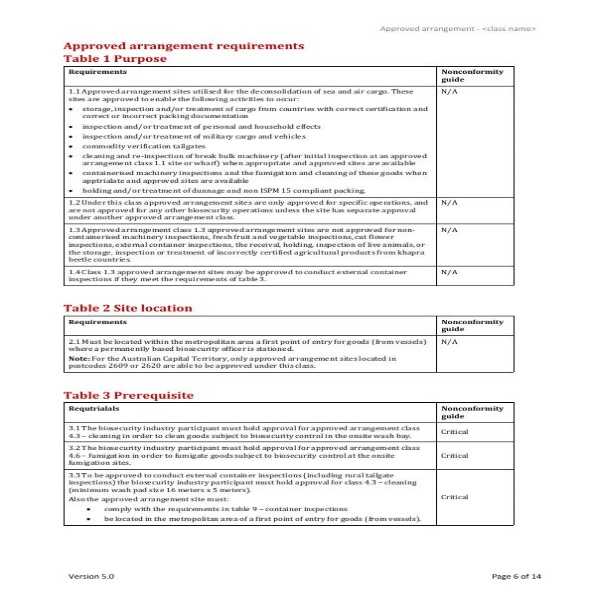 Approved arrangement - <class name>
Approved arrangement requirements
Table 1 Purpose
Requirements
Nonconformity
guide
1.1 Approved arrangement sites utilised for the deconsolidation of sea and air cargo. These
sites are approved to enable the following activities to occur:
N/A
• storage, inspection and/or treatment of cargo from countries with correct certification and
correct or incorrect packing documentation
• inspection and/or treatment of personal and household effects
• inspection and/or treatment of military cargo and vehicles
• commodity verification tailgates
• cleaning and re-inspection of break bulk machinery (after initial inspection at an approved
arrangement class 1.1 site or wharf) when appropriate and approved sites are available
• containerised machinery inspections and the fumigation and cleaning of these goods when
apptrialate and approved sites are available
• holding and/or treatment of dunnage and non ISPM 15 compliant packing.
1.2 Under this class approved arrangement sites are only approved for specific operations, and
are not approved for any other biosecurity operations unless the site has separate approval
under another approved arrangement class.
N/A
1.3 Approved arrangement class 1.3 approved arrangement sites are not approved for non-
containerised machinery inspections, fresh fruit and vegetable inspections, cut flower
inspections, external container inspections, the receival, holding, inspection of live animals, or
the storage, inspection or treatment of incorrectly certified agricultural products from khapra
beetle countries.
N/A
1.4 Class 1.3 approved arrangement sites may be approved to conduct external container
inspections if they meet the requirements of table 3.
N/A
Table 2 Site location
Requirements
Nonconformity
guide
2.1 Must be located within the metropolitan area a first point of entry for goods (from vessels)
where a permanently based biosecurity officer is stationed.
Note: For the Australian Capital Territory, only approved arrangement sites located in
postcodes 2609 or 2620 are able to be approved under this class.
N/A
Table 3 Prerequisite
Requtrialals
Nonconformity
guide
3.1 The biosecurity industry participant must hold approval for approved arrangement class
4.3 – cleaning in order to clean goods subject to biosecurity control in the onsite wash bay.
Critical
3.2 The biosecurity industry participant must hold approval for approved arrangement class
4.6 – fumigation in order to fumigate goods subject to biosecurity control at the onsite
fumigation sites.
Critical
3.3 To be approved to conduct external container inspections (including rural tailgate
inspections) the biosecurity industry participant must hold approval for class 4.3 – cleaning
(minimum wash pad size 16 meters x 5 meters).
Also the approved arrangement site must:
• comply with the requirements in table 9 – container inspections
• be located in the metropolitan area of a first point of entry for goods (from vessels).
Critical
Version 5.0
Page 6 of 14